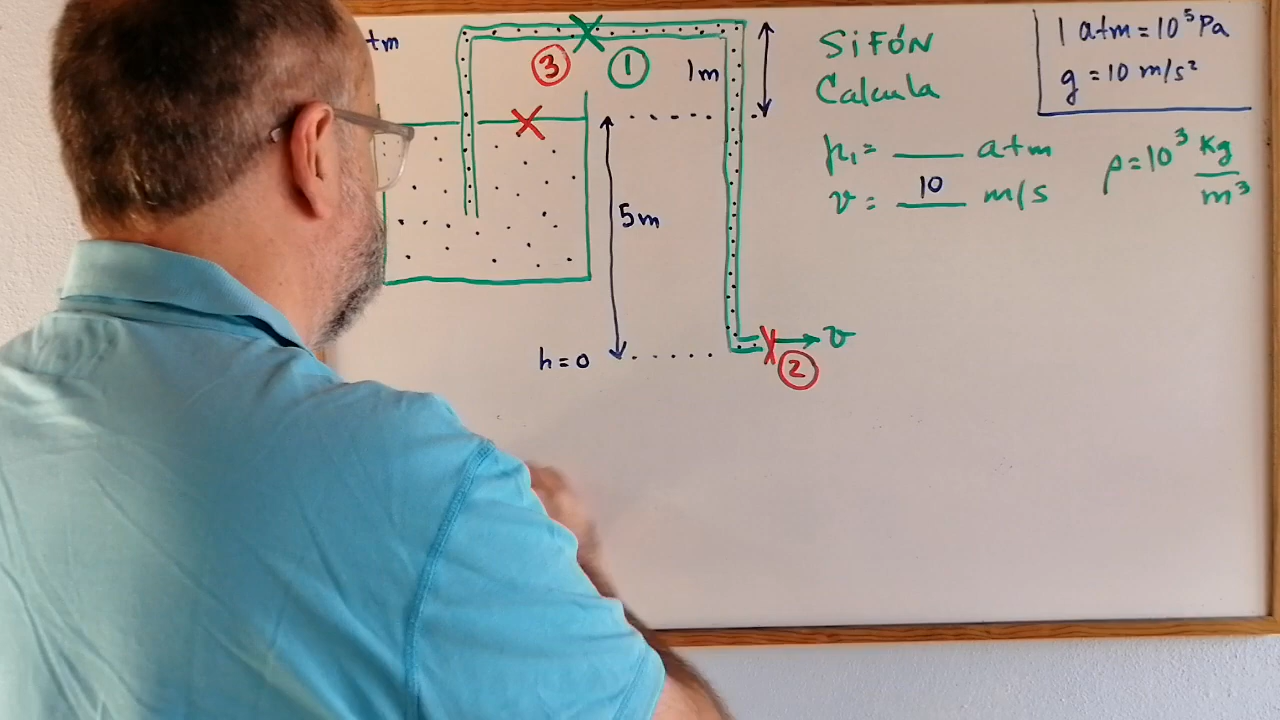 atm
③ ①
1m
5m
h=0
v
②
SiFÓN
Calcula
p₁= ___ atm
v= 10 m/s
1 atm=10⁵ Pa
g=10 m/s²
ρ=10³ Kg/m³